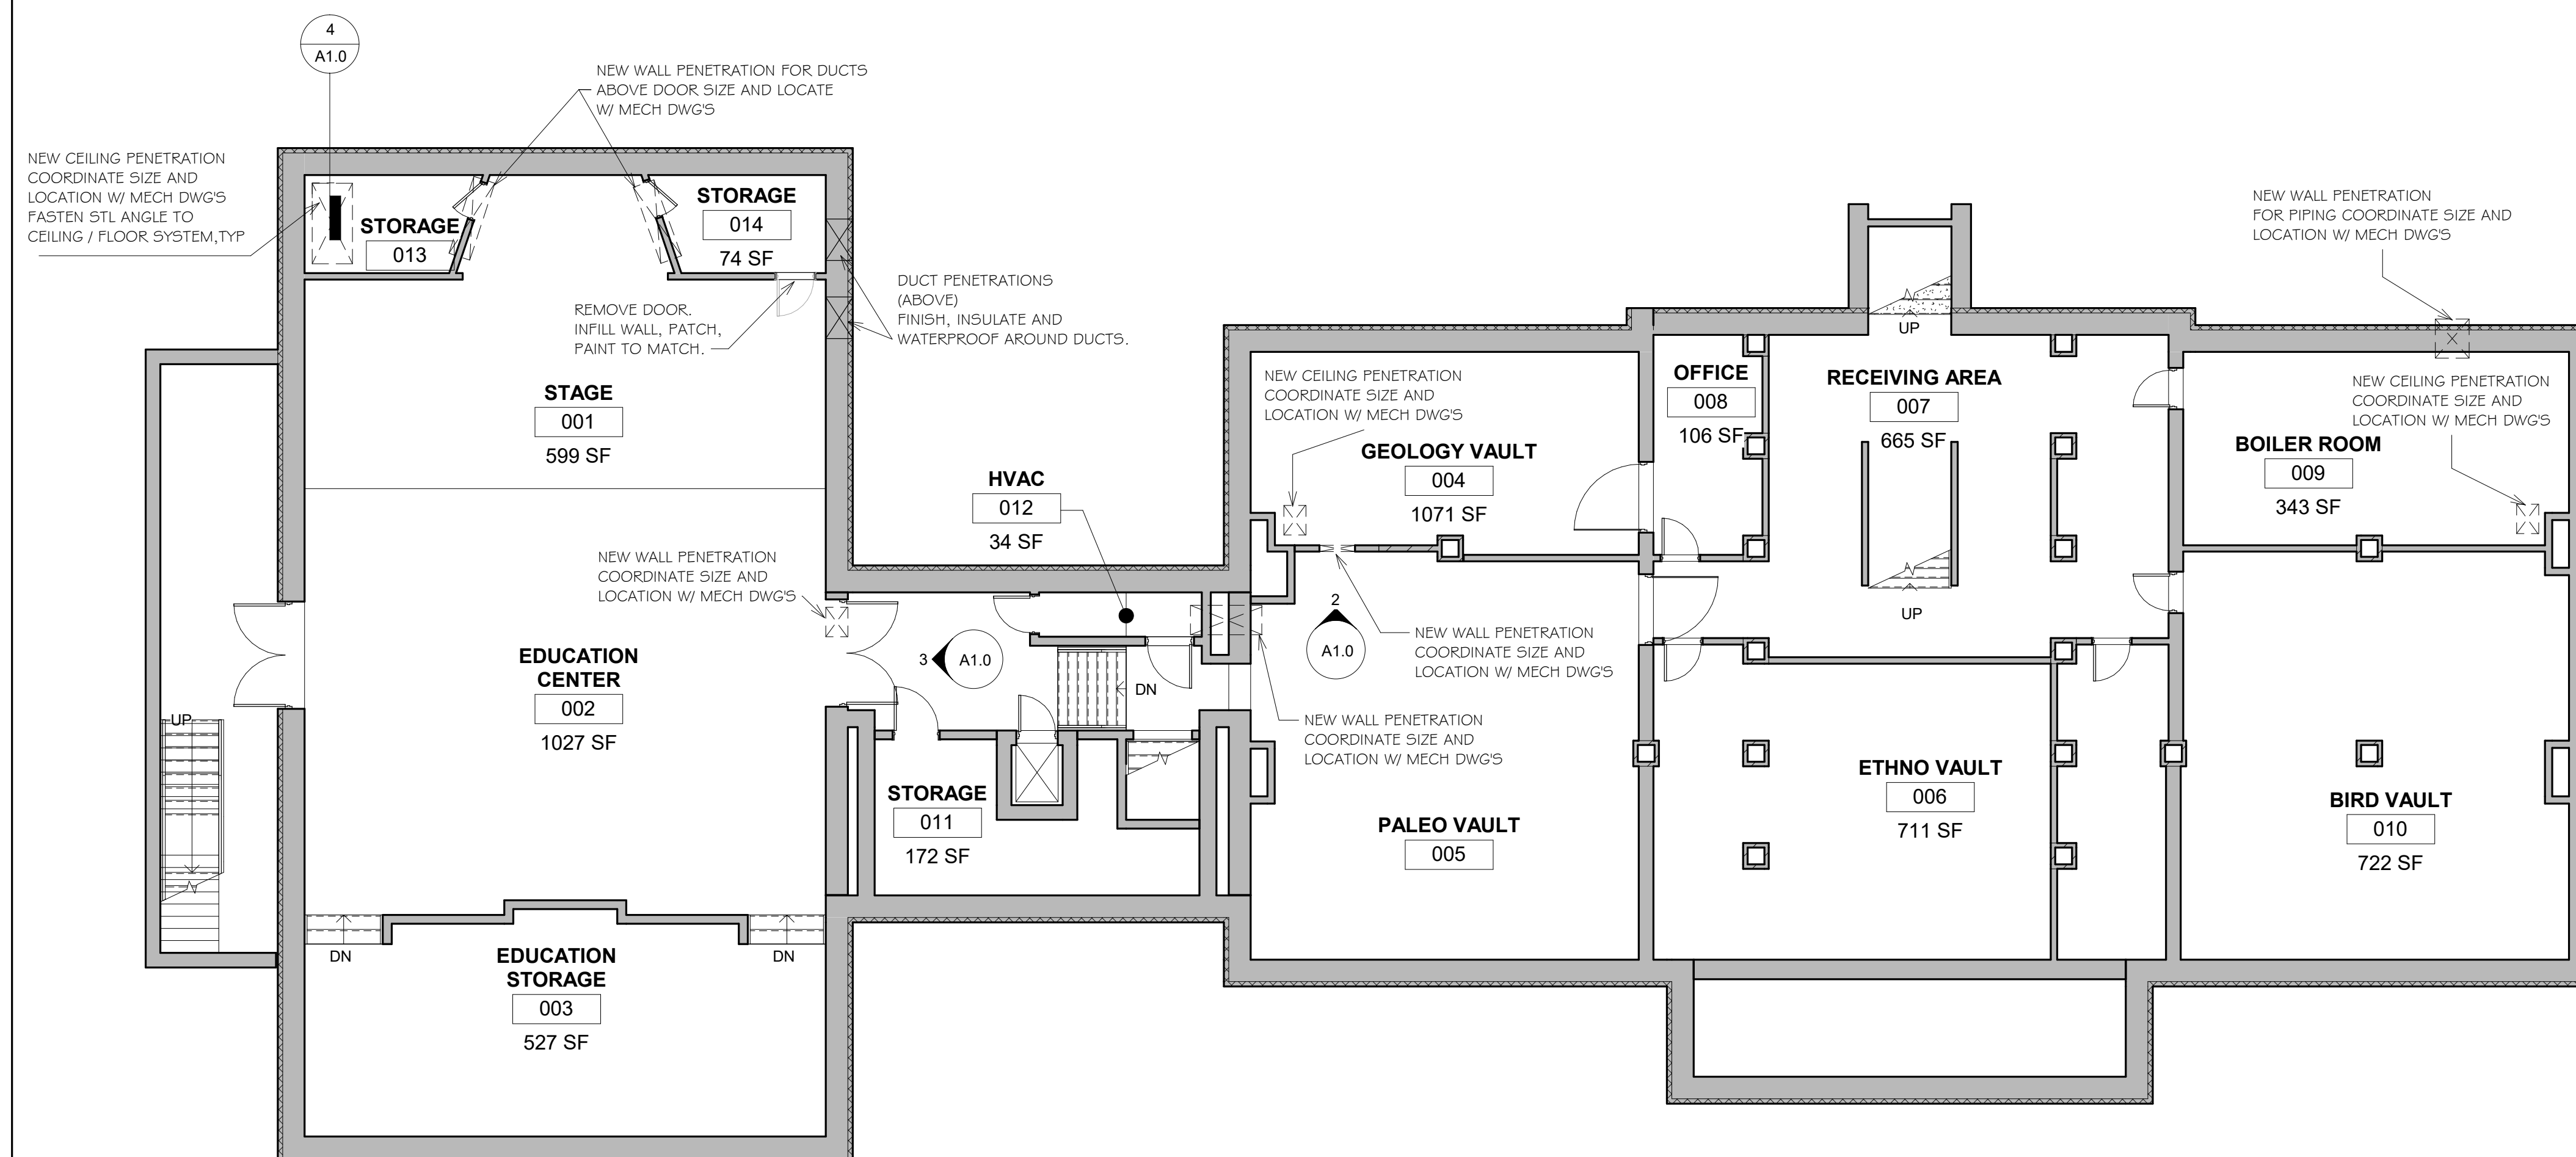 4
A1.0
NEW WALL PENETRATION FOR DUCTS
ABOVE DOOR SIZE AND LOCATE
W/ MECH DWG'S
NEW CEILING PENETRATION
COORDINATE SIZE AND
LOCATION W/ MECH DWG'S
FASTEN STL ANGLE TO
CEILING / FLOOR SYSTEM,TYP
STORAGE
013
STORAGE
014
74 SF
DUCT PENETRATIONS
(ABOVE)
FINISH, INSULATE AND
WATERPROOF AROUND DUCTS.
REMOVE DOOR.
INFILL WALL, PATCH,
PAINT TO MATCH.
STAGE
001
599 SF
HVAC
012
34 SF
NEW WALL PENETRATION
COORDINATE SIZE AND
LOCATION W/ MECH DWG'S
EDUCATION
CENTER
002
1027 SF
UP
3
A1.0
DN
STORAGE
011
172 SF
DN
DN
EDUCATION
STORAGE
003
527 SF
NEW CEILING PENETRATION
COORDINATE SIZE AND
LOCATION W/ MECH DWG'S
GEOLOGY VAULT
004
1071 SF
2
A1.0
NEW WALL PENETRATION
COORDINATE SIZE AND
LOCATION W/ MECH DWG'S
NEW WALL PENETRATION
COORDINATE SIZE AND
LOCATION W/ MECH DWG'S
PALEO VAULT
005
OFFICE
008
106 SF
UP
RECEIVING AREA
007
665 SF
UP
ETHNO VAULT
006
711 SF
NEW WALL PENETRATION
FOR PIPING COORDINATE SIZE AND
LOCATION W/ MECH DWG'S
NEW CEILING PENETRATION
COORDINATE SIZE AND
LOCATION W/ MECH DWG'S
BOILER ROOM
009
343 SF
BIRD VAULT
010
722 SF